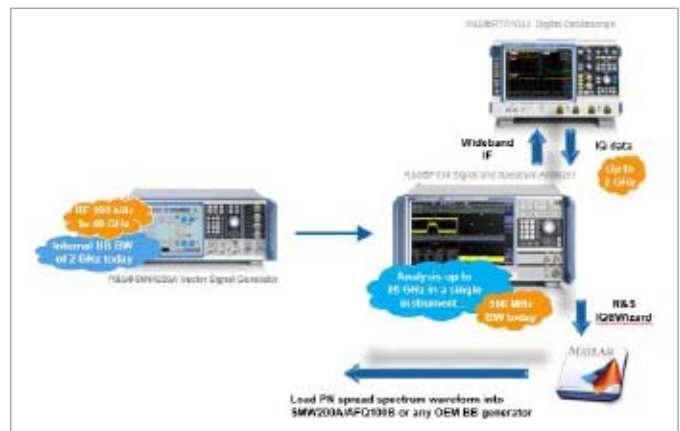 Digital Oscilloscope
Wideband
IF
IQ data
Up to
2 GHz
Signal and Spectrum Analyzer
RF 100 kHz
to 40 GHz
Internal BB BW
of 2 GHz today
R&S®SMW200A Vector Signal Generator
Analysis up to
85 GHz in a single
instrument...
500 MHz
BW today
R&S
IQWizard
MATLAB
Load PN spread spectrum waveform into
SMW200A/AFQ100B or any OEM BB generator